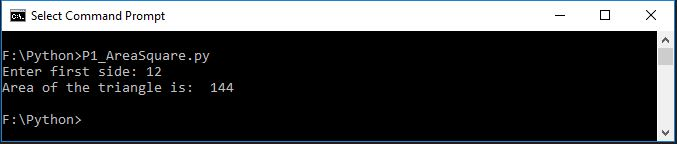 Select Command Prompt
F:\Python>P1_AreaSquare.py
Enter first side: 12
Area of the triangle is:  144
F:\Python>